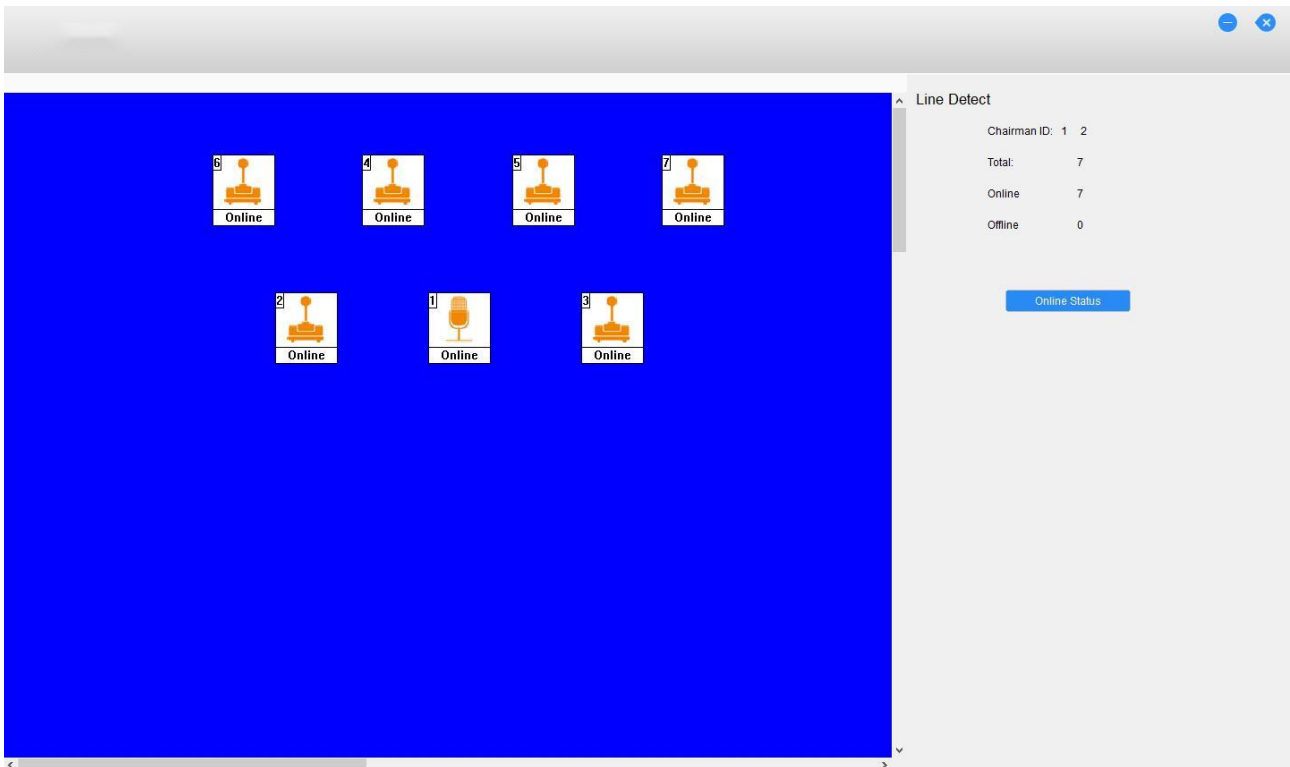 Line Detect
Chairman ID: 1 2
Total: 7
Online 7
Offline 0
Online Status
6
Online
4
Online
5
Online
7
Online
2
Online
1
Online
3
Online